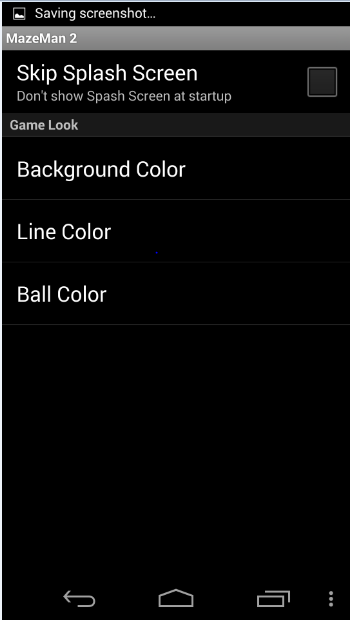 Saving screenshot...
MazeMan 2
Skip Splash Screen
Don't show Spash Screen at startup
Game Look
Background Color
Line Color
Ball Color